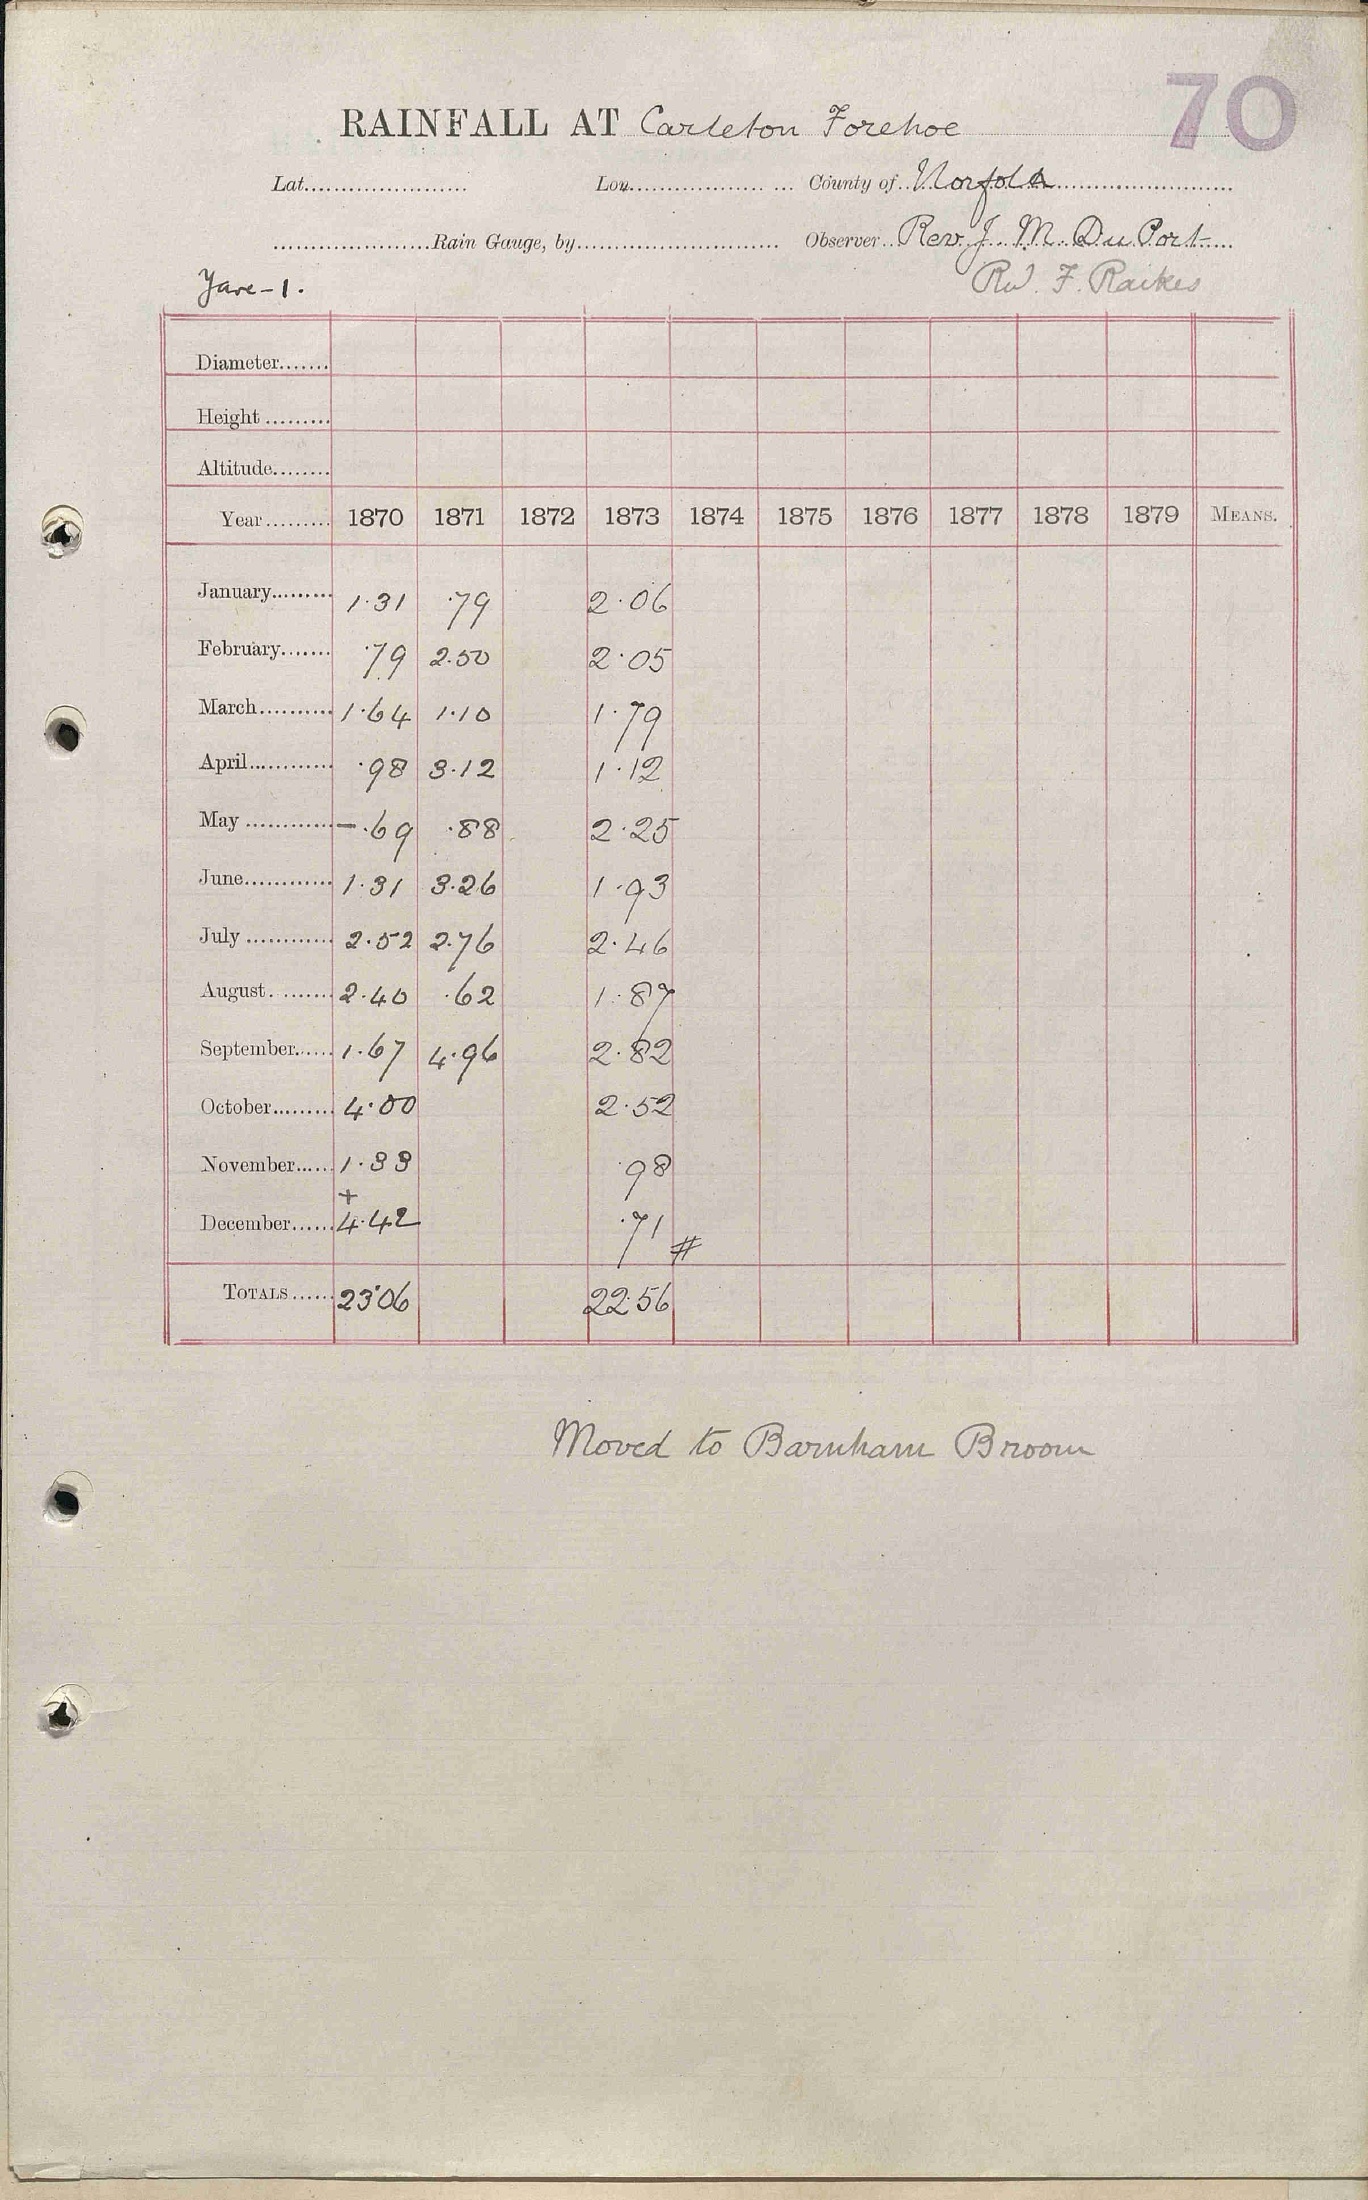 70
RAINFALL AT Carleton Forehoe
Lat. Lon. County of Norfolk
Rain Gauge, by Observer Rev J. M. Du Port
Yare-1. Rev. F. Raikes
Diameter
Height
Altitude
Year 1870 1871 1872 1873 1874 1875 1876 1877 1878 1879 MEANS.
January 1.31 .79 2.06
February .79 2.50 2.05
March 1.64 1.10 1.79
April .98 3.12 1.12
May -.69 .88 2.25
June 1.31 3.26 1.93
July 2.52 2.76 2.46
August 2.40 .62 1.87
September 1.67 4.96 2.82
October 4.00 2.52
November 1.33 .98
+
December 4.42 .71 #
TOTALS 23.06 22.56
Moved to Barnham Broom